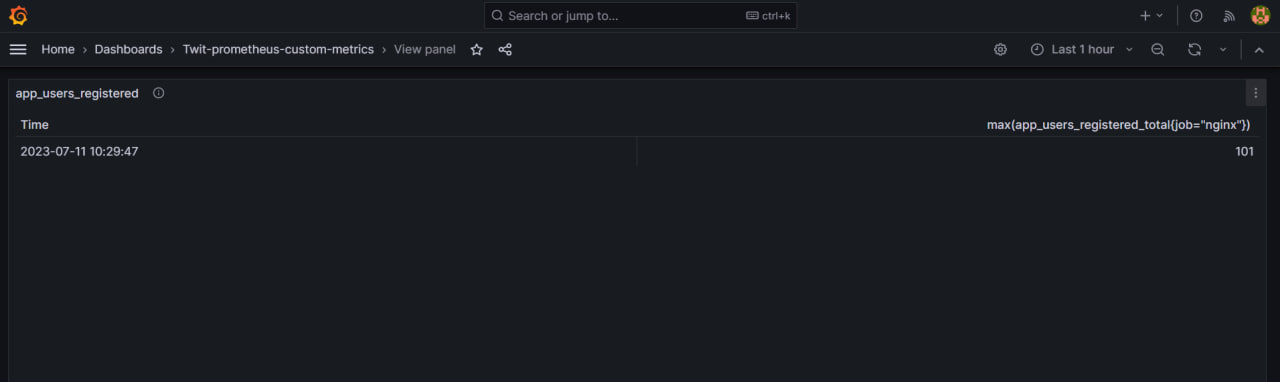 Search or jump to... ctrl+k
Home › Dashboards › Twit-prometheus-custom-metrics › View panel Last 1 hour
app_users_registered
Time max(app_users_registered_total{job="nginx"})
2023-07-11 10:29:47 101